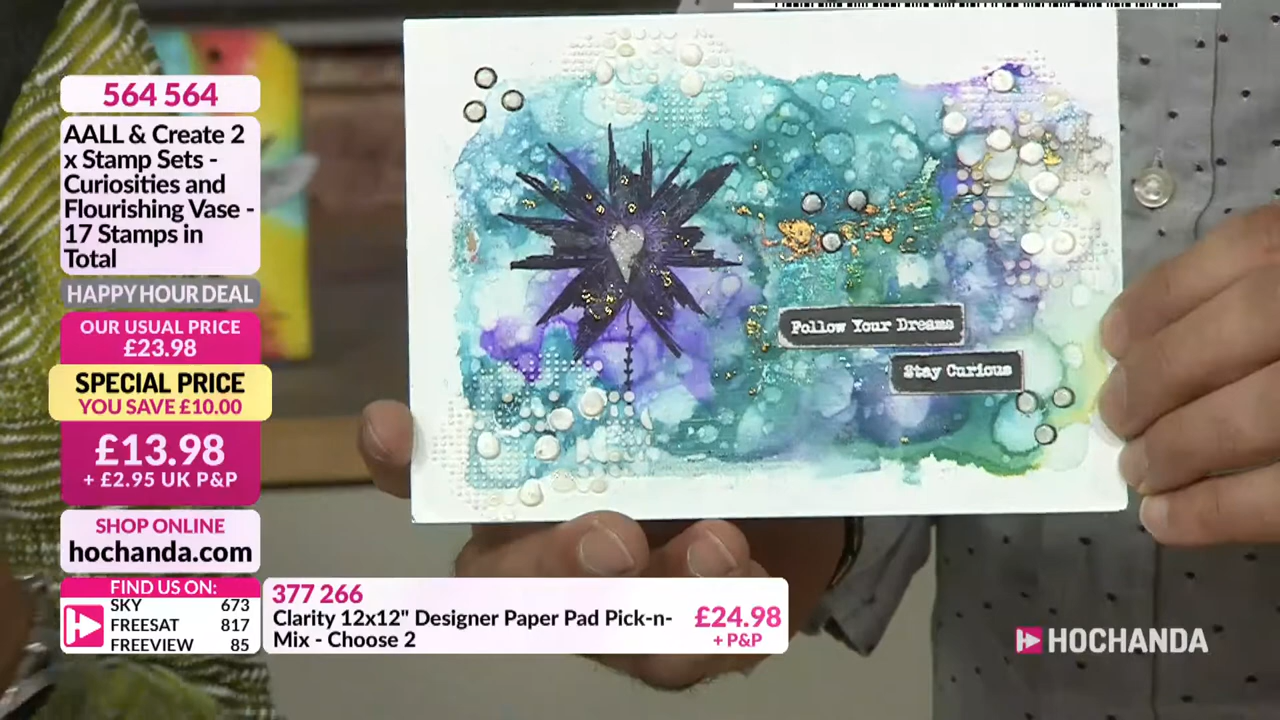 564 564
AALL & Create 2
x Stamp Sets -
Curiosities and
Flourishing Vase -
17 Stamps in
Total
HAPPY HOUR DEAL
OUR USUAL PRICE
£23.98
SPECIAL PRICE
YOU SAVE £10.00
£13.98
+ £2.95 UK P&P
SHOP ONLINE
hochanda.com
FIND US ON:
SKY 673
FREESAT 817
FREEVIEW 85
377 266
Clarity 12x12" Designer Paper Pad Pick-n-
Mix - Choose 2
£24.98
+ P&P
Follow Your Dreams
Stay Curious
HOCHANDA